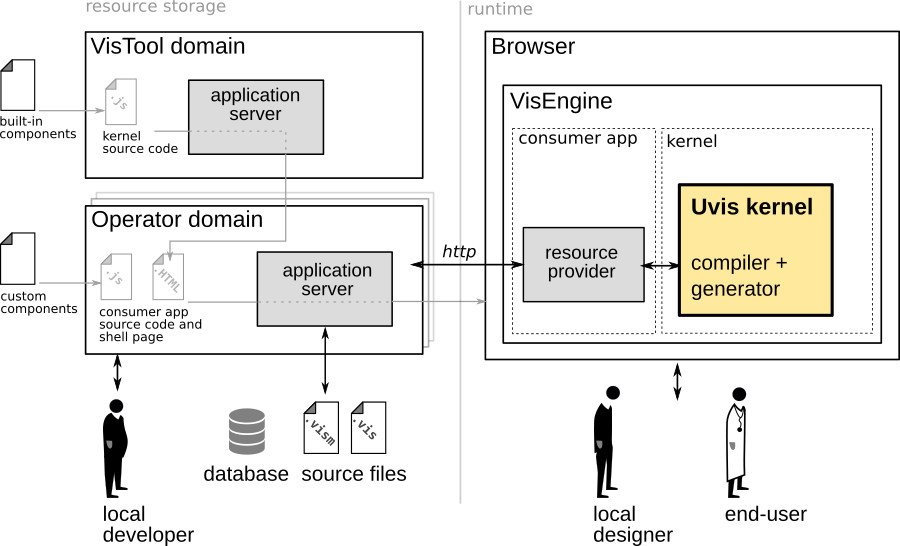 resource storage
runtime
VisTool domain
Browser
built-in
components
.js
kernel
source code
application
server
VisEngine
consumer app
kernel
Operator domain
custom
components
.js
.HTML
consumer app
source code and
shell page
application
server
http
resource
provider
Uvis kernel
compiler +
generator
local
developer
database
.vism
.vis
source files
local
designer
end-user